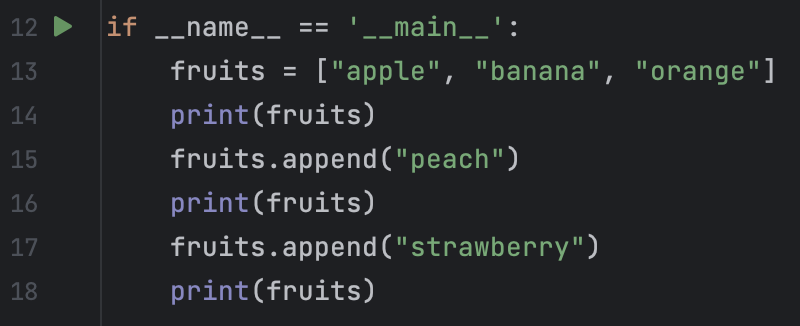 12 if __name__ == '__main__':
13     fruits = ["apple", "banana", "orange"]
14     print(fruits)
15     fruits.append("peach")
16     print(fruits)
17     fruits.append("strawberry")
18     print(fruits)